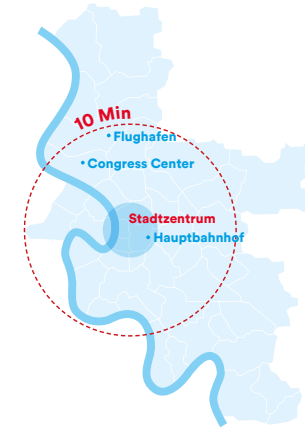 10 Min
Flughafen
Congress Center
Stadtzentrum
Hauptbahnhof